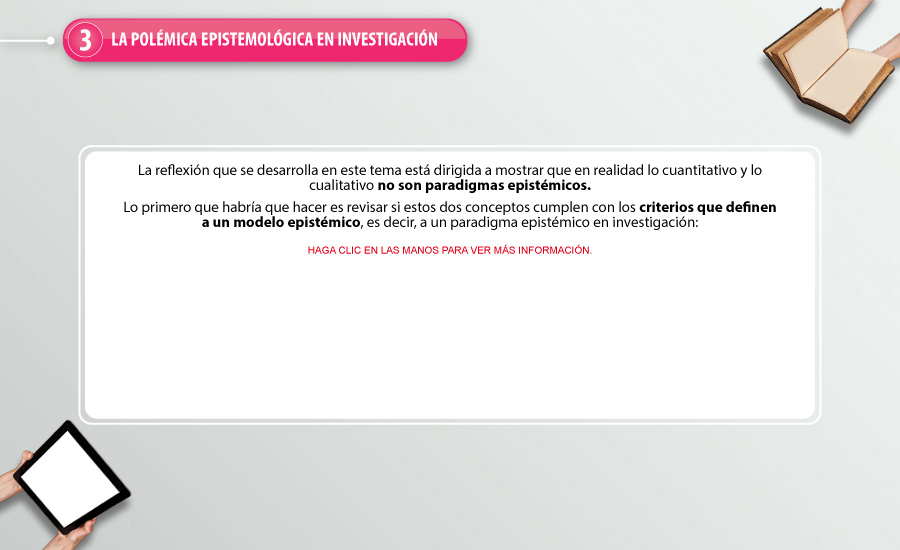 3 LA POLÉMICA EPISTEMOLÓGICA EN INVESTIGACIÓN
La reflexión que se desarrolla en este tema está dirigida a mostrar que en realidad lo cuantitativo y lo
cualitativo no son paradigmas epistémicos.
Lo primero que habría que hacer es revisar si estos dos conceptos cumplen con los criterios que definen
a un modelo epistémico, es decir, a un paradigma epistémico en investigación:
HAGA CLIC EN LAS MANOS PARA VER MÁS INFORMACIÓN.